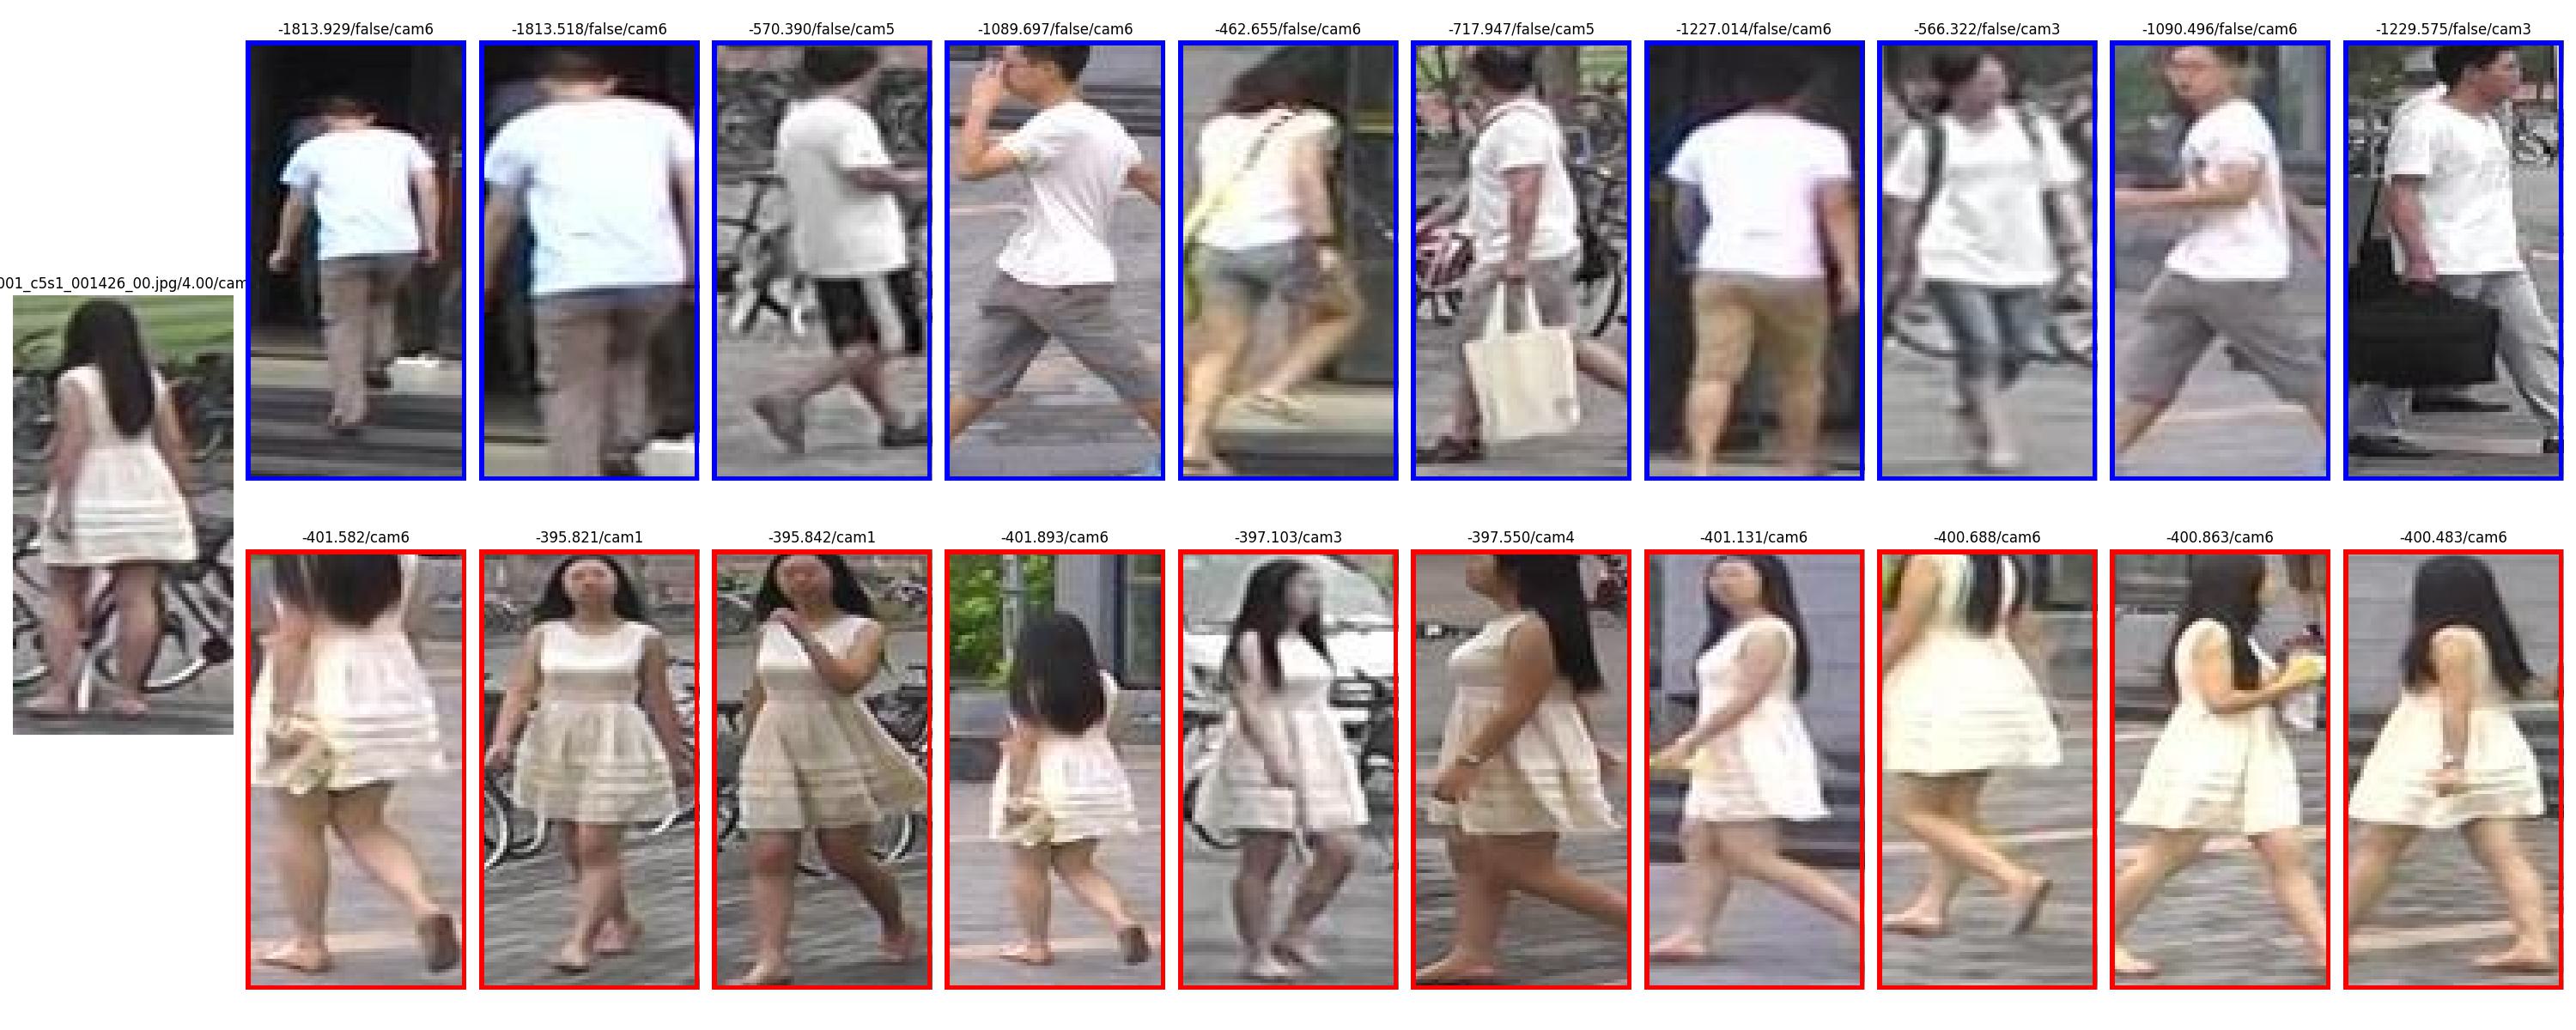 -1813.929/false/cam6
-1813.518/false/cam6
-570.390/false/cam5
-1089.697/false/cam6
-462.655/false/cam6
-717.947/false/cam5
-1227.014/false/cam6
-566.322/false/cam3
-1090.496/false/cam6
-1229.575/false/cam3
001_c5s1_001426_00.jpg/4.00/cam
-401.582/cam6
-395.821/cam1
-395.842/cam1
-401.893/cam6
-397.103/cam3
-397.550/cam4
-401.131/cam6
-400.688/cam6
-400.863/cam6
-400.483/cam6